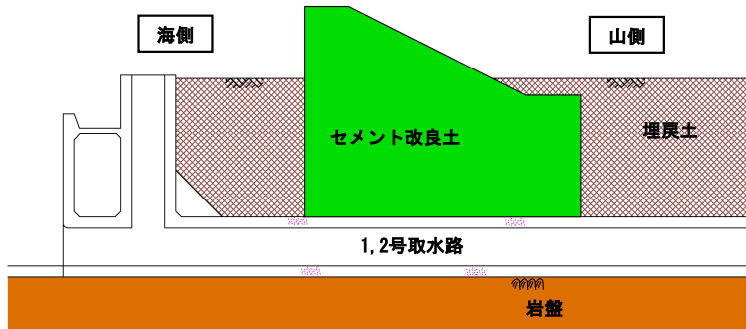 海側
山側
セメント改良土
埋戻土
1,2号取水路
岩盤